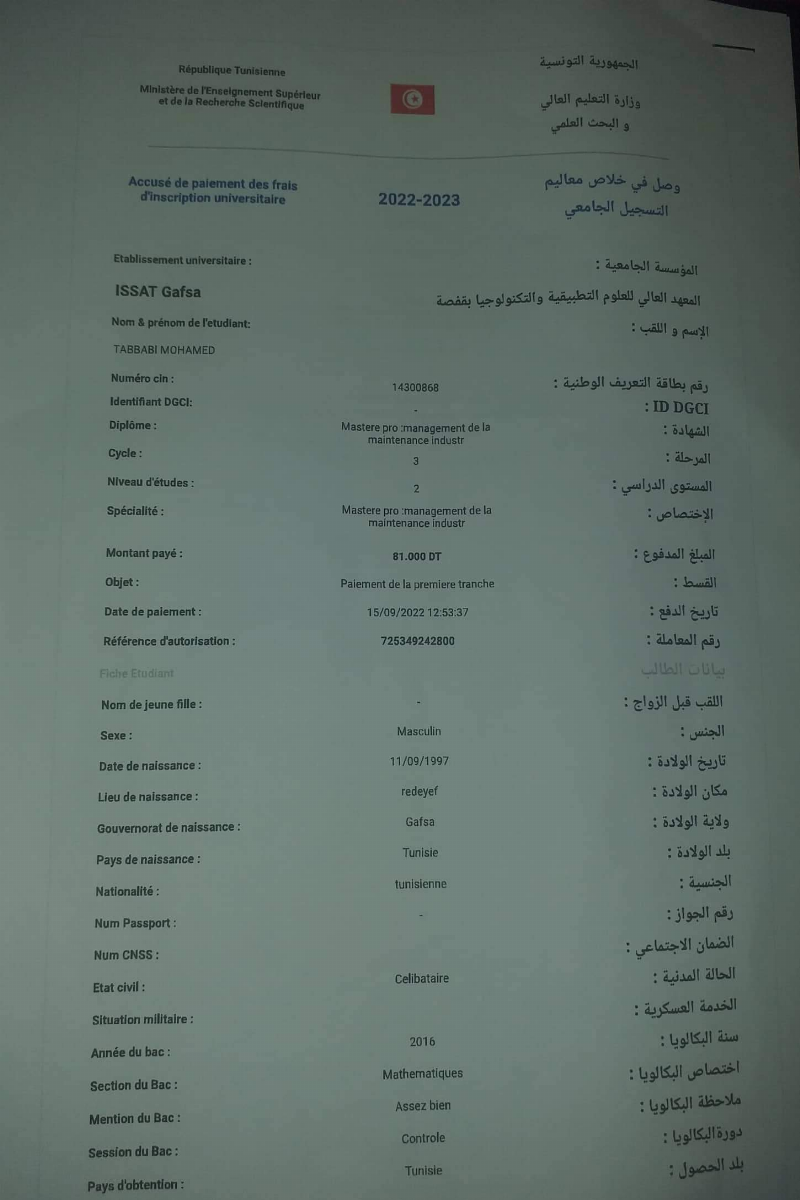 République Tunisienne
Ministère de l'Enseignement Supérieur
et de la Recherche Scientifique
الجمهورية التونسية
وزارة التعليم العالي
و البحث العلمي
Accusé de paiement des frais
d'inscription universitaire
2022-2023
وصل في خلاص معاليم
التسجيل الجامعي
Etablissement universitaire :
المؤسسة الجامعية :
ISSAT Gafsa
المعهد العالي للعلوم التطبيقية والتكنولوجيا بقفصة
Nom & prénom de l'etudiant:
الإسم و اللقب :
TABBABI MOHAMED
Numéro cin : 14300868 رقم بطاقة التعريف الوطنية :
Identifiant DGCI: - ID DGCI :
Diplôme : Mastere pro :management de la
maintenance industr الشهادة :
Cycle : 3 المرحلة :
Niveau d'études : 2 المستوى الدراسي :
Spécialité : Mastere pro :management de la
maintenance industr الإختصاص :
Montant payé : 81.000 DT المبلغ المدفوع :
Objet : Paiement de la premiere tranche القسط :
Date de paiement : 15/09/2022 12:53:37 تاريخ الدفع :
Référence d'autorisation : 725349242800 رقم المعاملة :
Fiche Etudiant بيانات الطالب
Nom de jeune fille : - اللقب قبل الزواج :
Sexe : Masculin الجنس :
Date de naissance : 11/09/1997 تاريخ الولادة :
Lieu de naissance : redeyef مكان الولادة :
Gouvernorat de naissance : Gafsa ولاية الولادة :
Pays de naissance : Tunisie بلد الولادة :
Nationalité : tunisienne الجنسية :
Num Passport : - رقم الجواز :
Num CNSS : الضمان الاجتماعي :
Etat civil : Celibataire الحالة المدنية :
Situation militaire : الخدمة العسكرية :
Année du bac : 2016 سنة البكالويا :
Section du Bac : Mathematiques اختصاص البكالويا :
Mention du Bac : Assez bien ملاحظة البكالويا :
Session du Bac : Controle دورة البكالويا :
Pays d'obtention : Tunisie بلد الحصول :